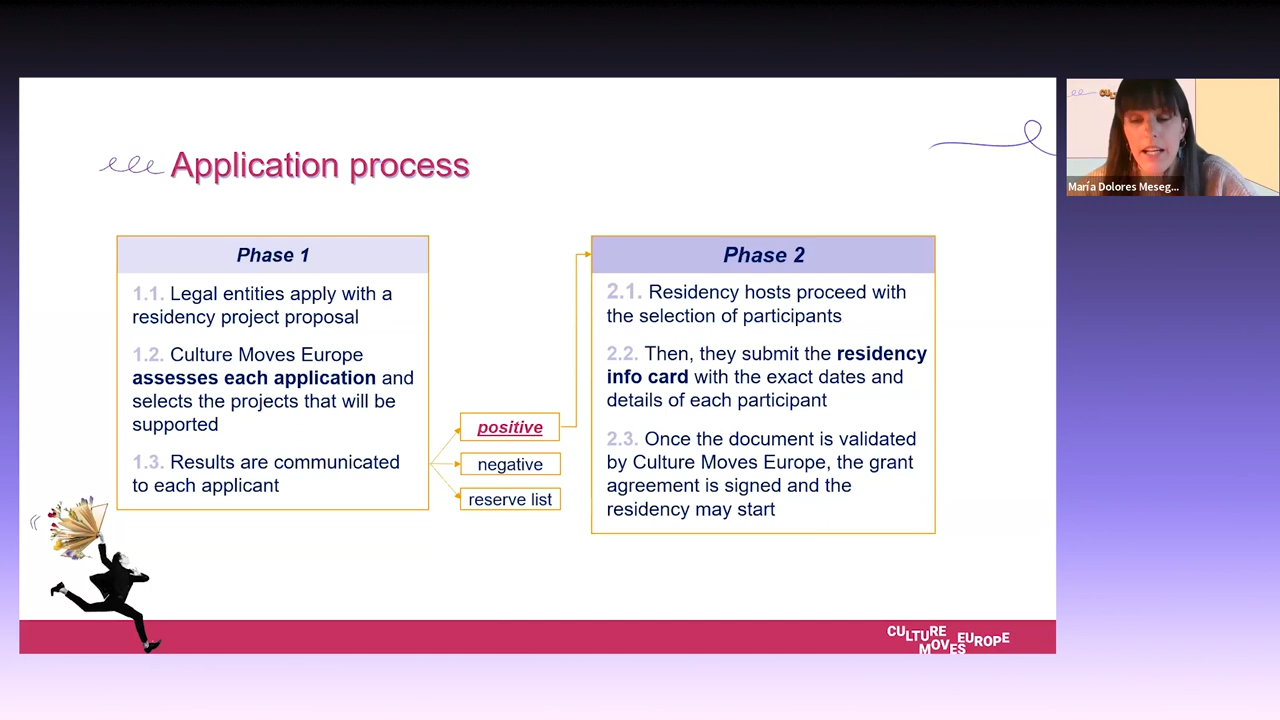 Application process
Phase 1
1.1. Legal entities apply with a
residency project proposal
1.2. Culture Moves Europe
assesses each application and
selects the projects that will be
supported
1.3. Results are communicated
to each applicant
positive
negative
reserve list
Phase 2
2.1. Residency hosts proceed with
the selection of participants
2.2. Then, they submit the residency
info card with the exact dates and
details of each participant
2.3. Once the document is validated
by Culture Moves Europe, the grant
agreement is signed and the
residency may start
CULTURE
MOVES EUROPE
María Dolores Meseg...